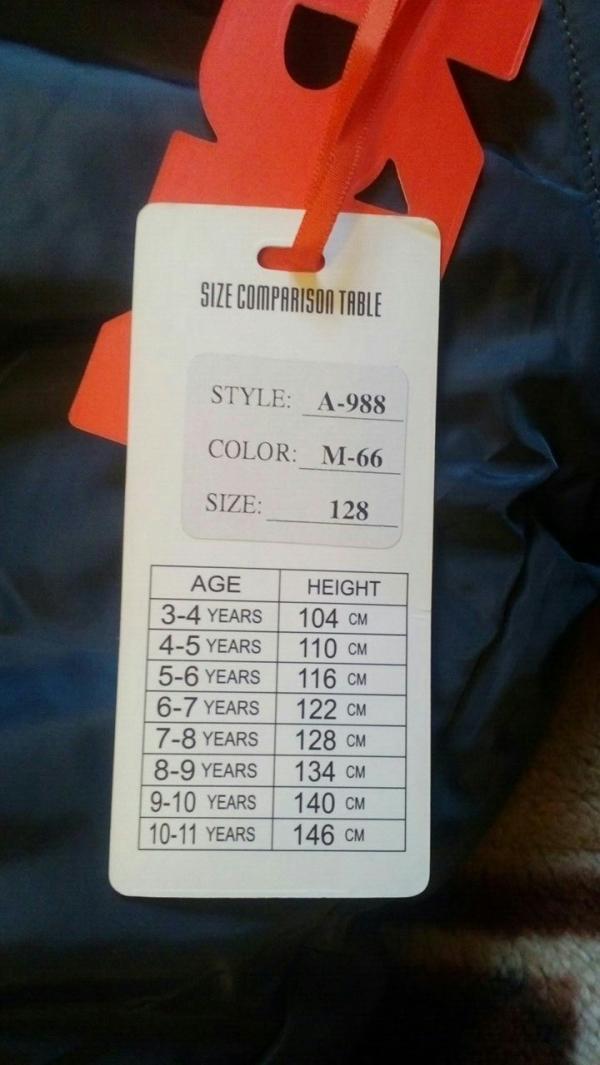 SIZE COMPARISON TABLE
STYLE: A-988
COLOR: M-66
SIZE: 128
AGE HEIGHT
3-4 YEARS 104 CM
4-5 YEARS 110 CM
5-6 YEARS 116 CM
6-7 YEARS 122 CM
7-8 YEARS 128 CM
8-9 YEARS 134 CM
9-10 YEARS 140 CM
10-11 YEARS 146 CM